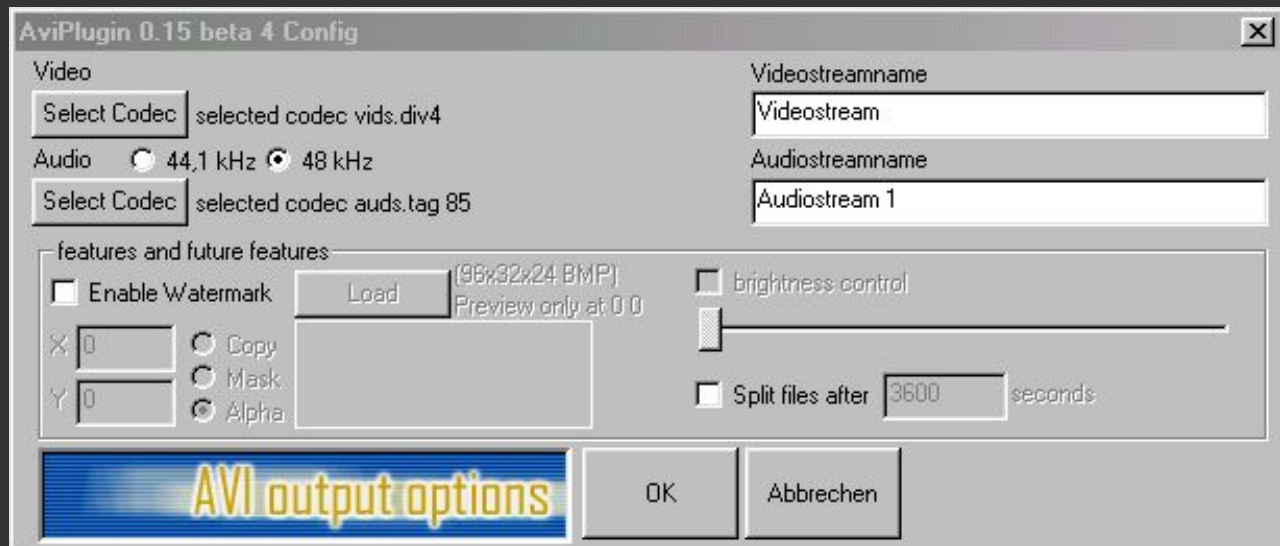 AviPlugin 0.15 beta 4 Config
Video
Videostreamname
Select Codec selected codec vids.div4
Videostream
Audio 44,1 kHz 48 kHz
Audiostreamname
Select Codec selected codec auds.tag 85
Audiostream 1
features and future features
Enable Watermark
Load
(96x32x24 BMP)
Preview only at 0 0
brightness control
X 0
Copy
Mask
Y 0
Alpha
Split files after 3600 seconds
AVI output options
OK
Abbrechen